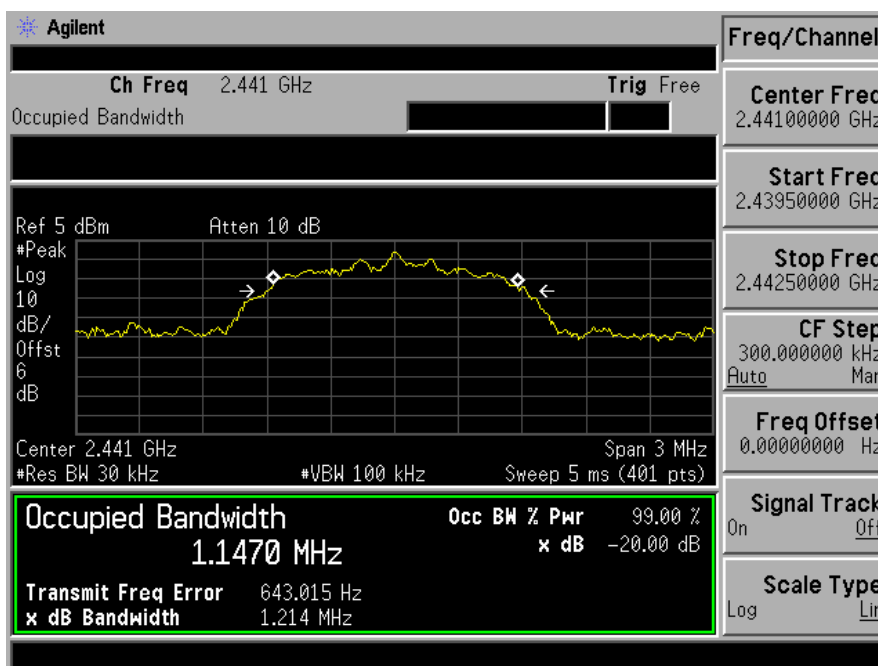 Agilent
Freq/Channel
Ch Freq 2.441 GHz Trig Free
Occupied Bandwidth
Center Freq
2.44100000 GHz
Start Freq
2.43950000 GHz
Stop Freq
2.44250000 GHz
CF Step
300.000000 kHz
Auto Man
Freq Offset
0.00000000 Hz
Signal Track
On Off
Scale Type
Log Lin
Ref 5 dBm Atten 10 dB
#Peak
Log
10
dB/
Offst
6
dB
Center 2.441 GHz Span 3 MHz
#Res BW 30 kHz #VBW 100 kHz Sweep 5 ms (401 pts)
Occupied Bandwidth
1.1470 MHz
Occ BW % Pwr 99.00 %
x dB -20.00 dB
Transmit Freq Error 643.015 Hz
x dB Bandwidth 1.214 MHz